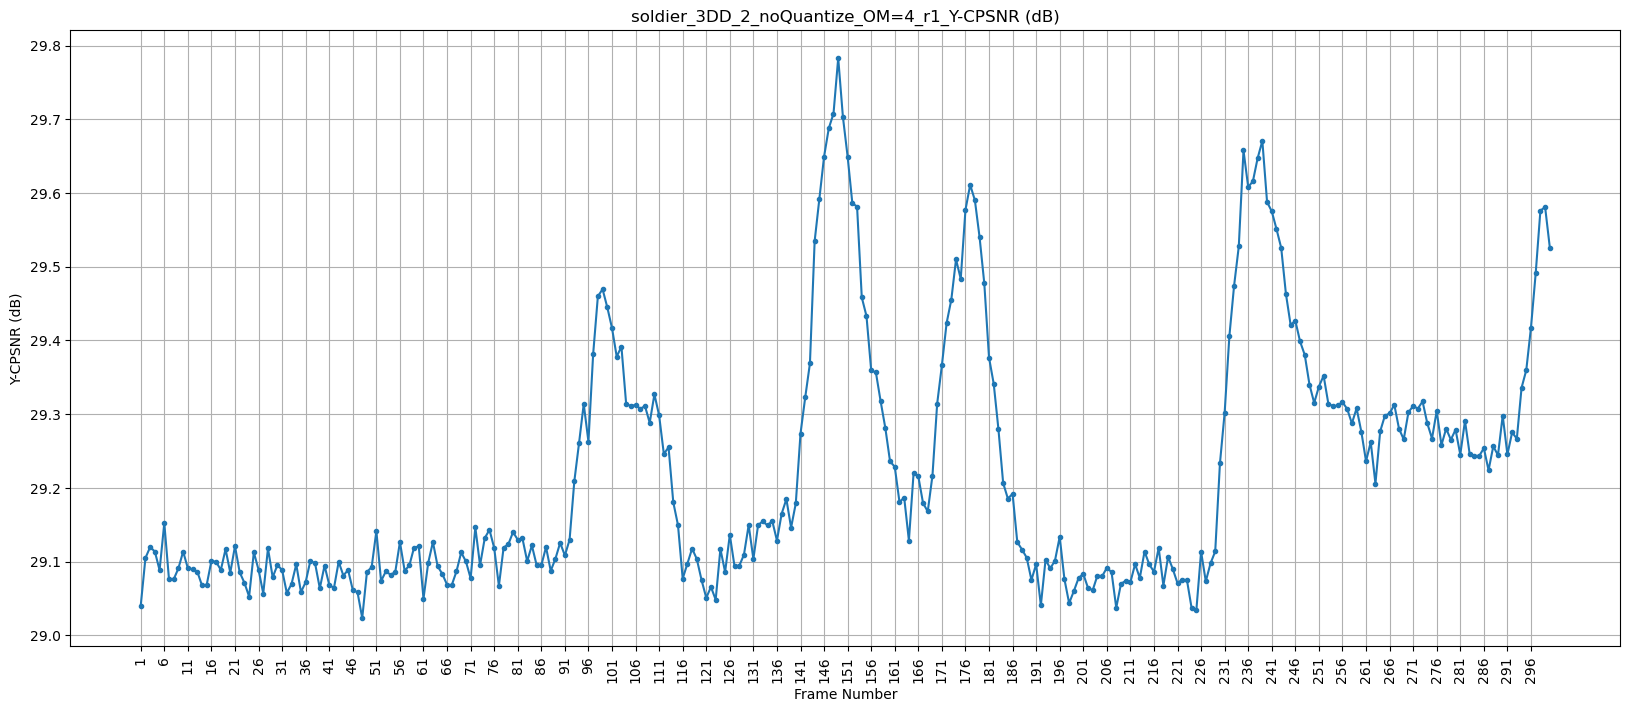 soldier_3DD_2_noQuantize_OM=4_r1_Y-CPSNR (dB)
Y-CPSNR (dB)
29.8
29.7
29.6
29.5
29.4
29.3
29.2
29.1
29.0
1 6 11 16 21 26 31 36 41 46 51 56 61 66 71 76 81 86 91 96 101 106 111 116 121 126 131 136 141 146 151 156 161 166 171 176 181 186 191 196 201 206 211 216 221 226 231 236 241 246 251 256 261 266 271 276 281 286 291 296
Frame Number